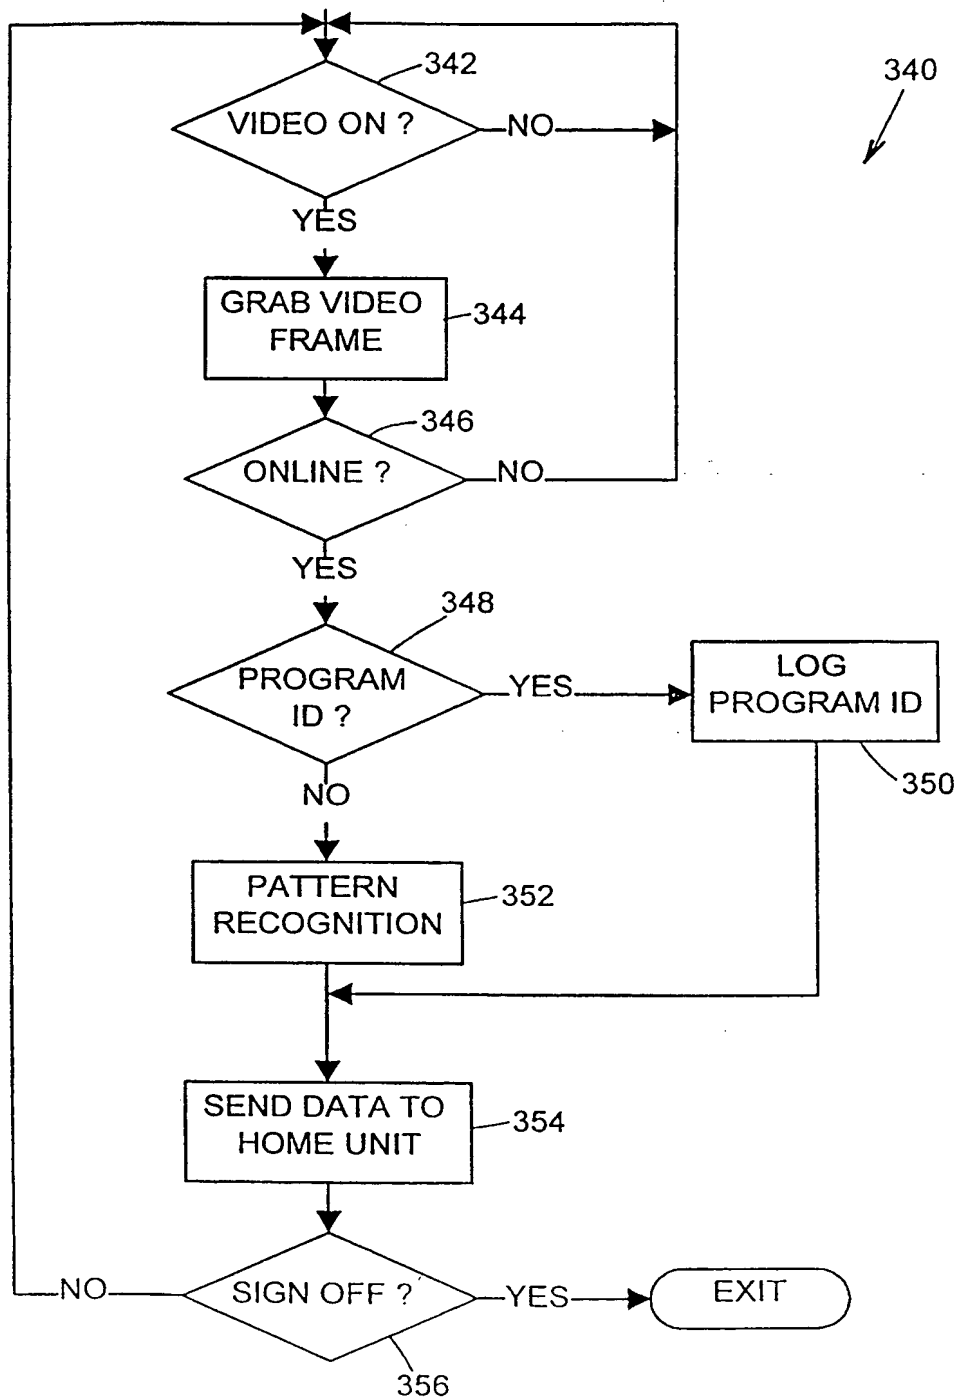 342
340
VIDEO ON ?
NO
YES
GRAB VIDEO
FRAME
344
346
ONLINE ?
NO
YES
348
PROGRAM
ID ?
YES
LOG
PROGRAM ID
350
NO
PATTERN
RECOGNITION
352
SEND DATA TO
HOME UNIT
354
NO
SIGN OFF ?
YES
EXIT
356